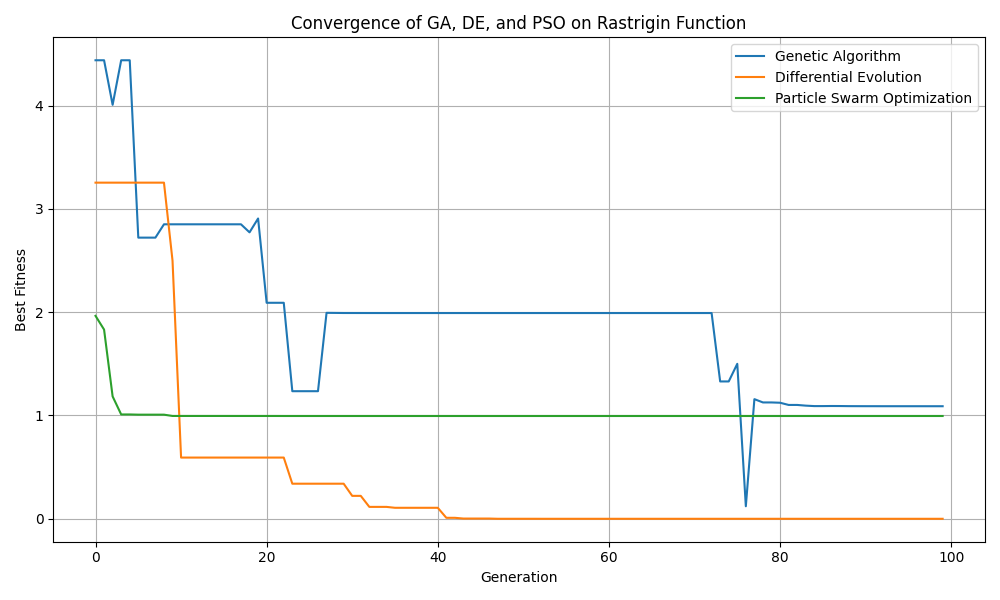 Convergence of GA, DE, and PSO on Rastrigin Function
Genetic Algorithm
Differential Evolution
Particle Swarm Optimization
Best Fitness
4
3
2
1
0
0 20 40 60 80 100
Generation